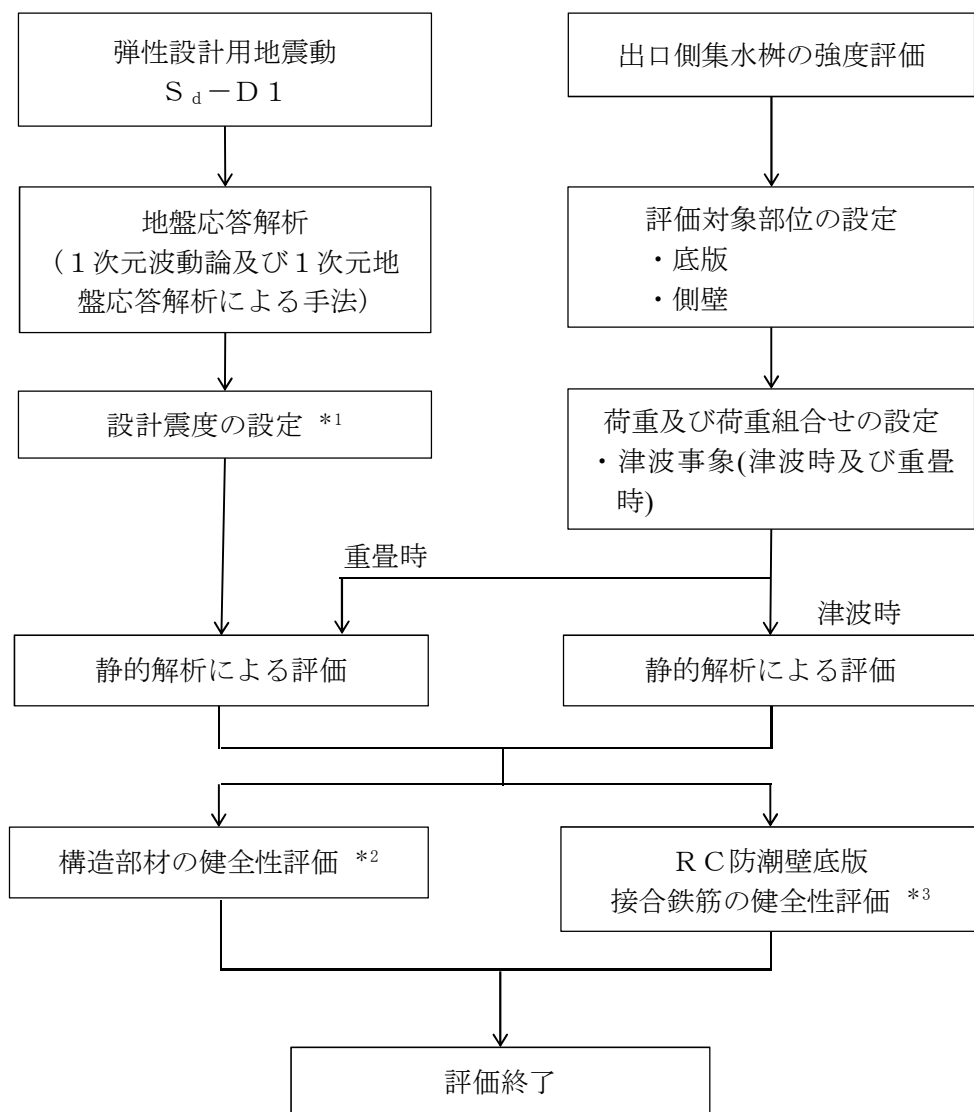 弾性設計用地震動
Ｓｄ－Ｄ１
出口側集水桝の強度評価
地盤応答解析
（１次元波動論及び１次元地
盤応答解析による手法）
評価対象部位の設定
・底版
・側壁
設計震度の設定 *1
荷重及び荷重組合せの設定
・津波事象(津波時及び重畳
時)
重畳時
津波時
静的解析による評価
静的解析による評価
構造部材の健全性評価 *2
ＲＣ防潮壁底版
接合鉄筋の健全性評価 *3
評価終了